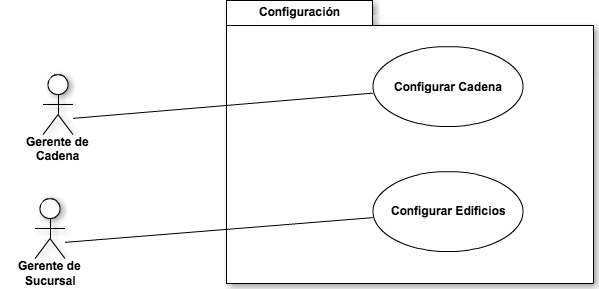 Configuración
Configurar Cadena
Gerente de
Cadena
Configurar Edificios
Gerente de
Sucursal